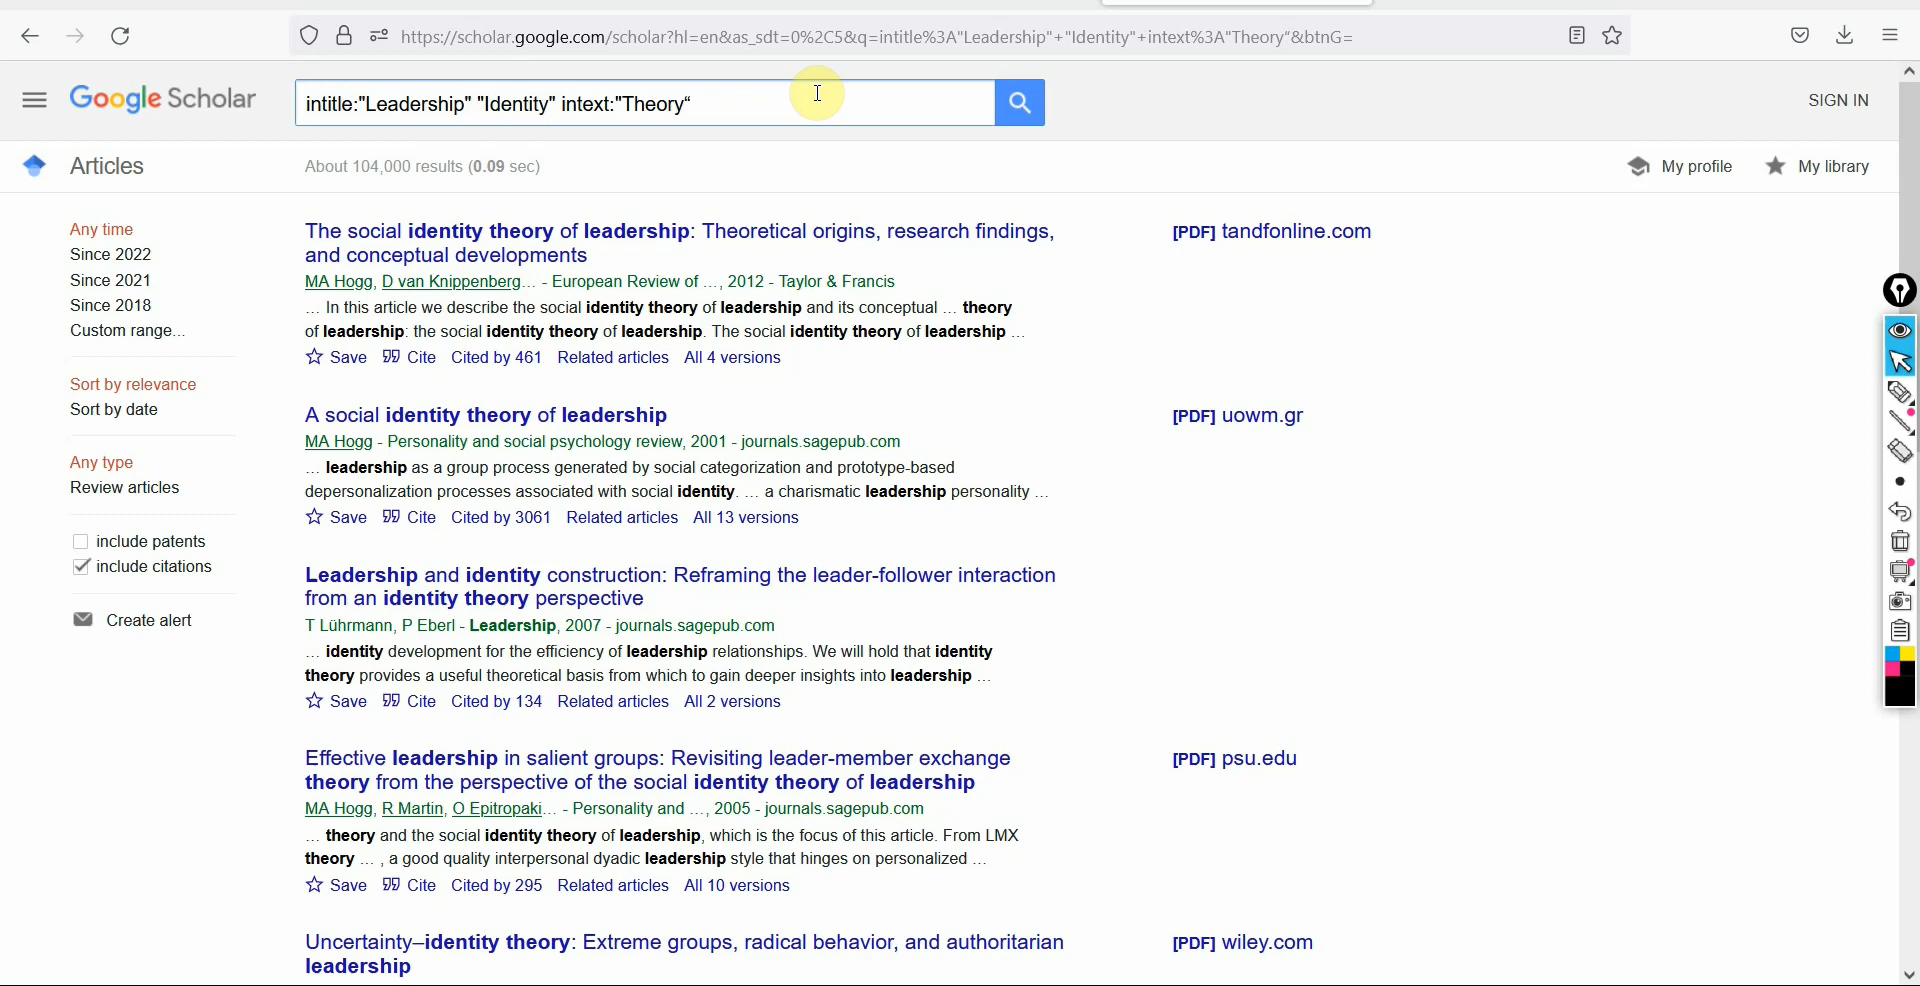 https://scholar.google.com/scholar?hl=en&as_sdt=0%2C5&q=intitle%3A"Leadership"+"Identity"+intext%3A"Theory“&btnG=
Google Scholar
intitle:"Leadership" "Identity" intext:"Theory“
SIGN IN
Articles
About 104,000 results (0.09 sec)
My profile
My library
Any time
Since 2022
Since 2021
Since 2018
Custom range...
Sort by relevance
Sort by date
Any type
Review articles
include patents
include citations
Create alert
The social identity theory of leadership: Theoretical origins, research findings,
and conceptual developments
MA Hogg, D van Knippenberg... - European Review of ..., 2012 - Taylor & Francis
... In this article we describe the social identity theory of leadership and its conceptual ... theory
of leadership: the social identity theory of leadership. The social identity theory of leadership ...
Save Cite Cited by 461 Related articles All 4 versions
[PDF] tandfonline.com
A social identity theory of leadership
MA Hogg - Personality and social psychology review, 2001 - journals.sagepub.com
... leadership as a group process generated by social categorization and prototype-based
depersonalization processes associated with social identity. ... a charismatic leadership personality ...
Save Cite Cited by 3061 Related articles All 13 versions
[PDF] uowm.gr
Leadership and identity construction: Reframing the leader-follower interaction
from an identity theory perspective
T Lührmann, P Eberl - Leadership, 2007 - journals.sagepub.com
... identity development for the efficiency of leadership relationships. We will hold that identity
theory provides a useful theoretical basis from which to gain deeper insights into leadership ...
Save Cite Cited by 134 Related articles All 2 versions
Effective leadership in salient groups: Revisiting leader-member exchange
theory from the perspective of the social identity theory of leadership
MA Hogg, R Martin, O Epitropaki... - Personality and ..., 2005 - journals.sagepub.com
... theory and the social identity theory of leadership, which is the focus of this article. From LMX
theory ... , a good quality interpersonal dyadic leadership style that hinges on personalized ...
Save Cite Cited by 295 Related articles All 10 versions
[PDF] psu.edu
Uncertainty–identity theory: Extreme groups, radical behavior, and authoritarian
leadership
[PDF] wiley.com